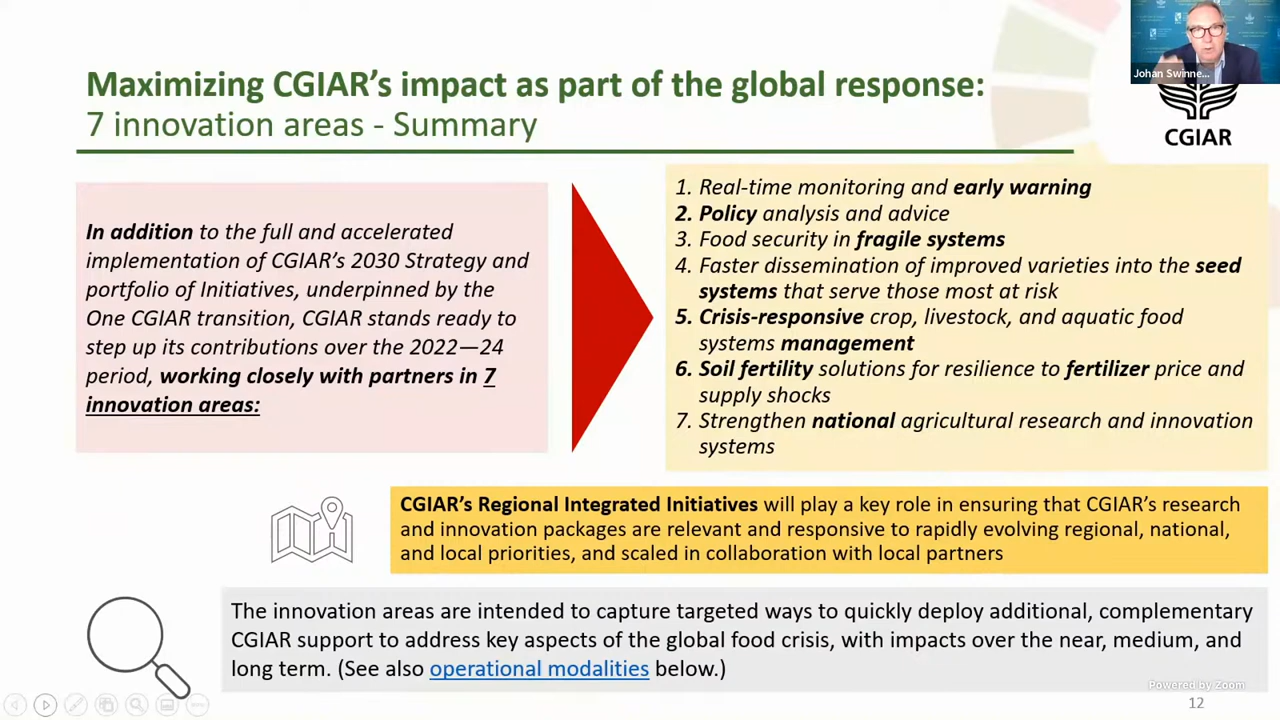 Maximizing CGIAR's impact as part of the global response:
7 innovation areas - Summary
Johan Swinne...
CGIAR
In addition to the full and accelerated
implementation of CGIAR's 2030 Strategy and
portfolio of Initiatives, underpinned by the
One CGIAR transition, CGIAR stands ready to
step up its contributions over the 2022—24
period, working closely with partners in 7
innovation areas:
1. Real-time monitoring and early warning
2. Policy analysis and advice
3. Food security in fragile systems
4. Faster dissemination of improved varieties into the seed
systems that serve those most at risk
5. Crisis-responsive crop, livestock, and aquatic food
systems management
6. Soil fertility solutions for resilience to fertilizer price and
supply shocks
7. Strengthen national agricultural research and innovation
systems
CGIAR's Regional Integrated Initiatives will play a key role in ensuring that CGIAR's research
and innovation packages are relevant and responsive to rapidly evolving regional, national,
and local priorities, and scaled in collaboration with local partners
The innovation areas are intended to capture targeted ways to quickly deploy additional, complementary
CGIAR support to address key aspects of the global food crisis, with impacts over the near, medium, and
long term. (See also operational modalities below.)
Powered by Zoom
12